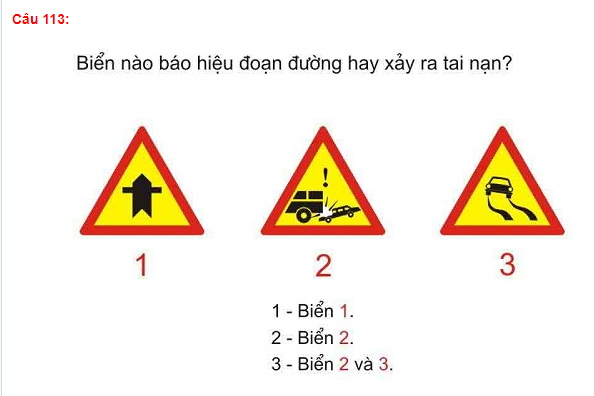 Câu 113:
Biển nào báo hiệu đoạn đường hay xảy ra tai nạn?
1 2 3
1 - Biển 1.
2 - Biển 2.
3 - Biển 2 và 3.